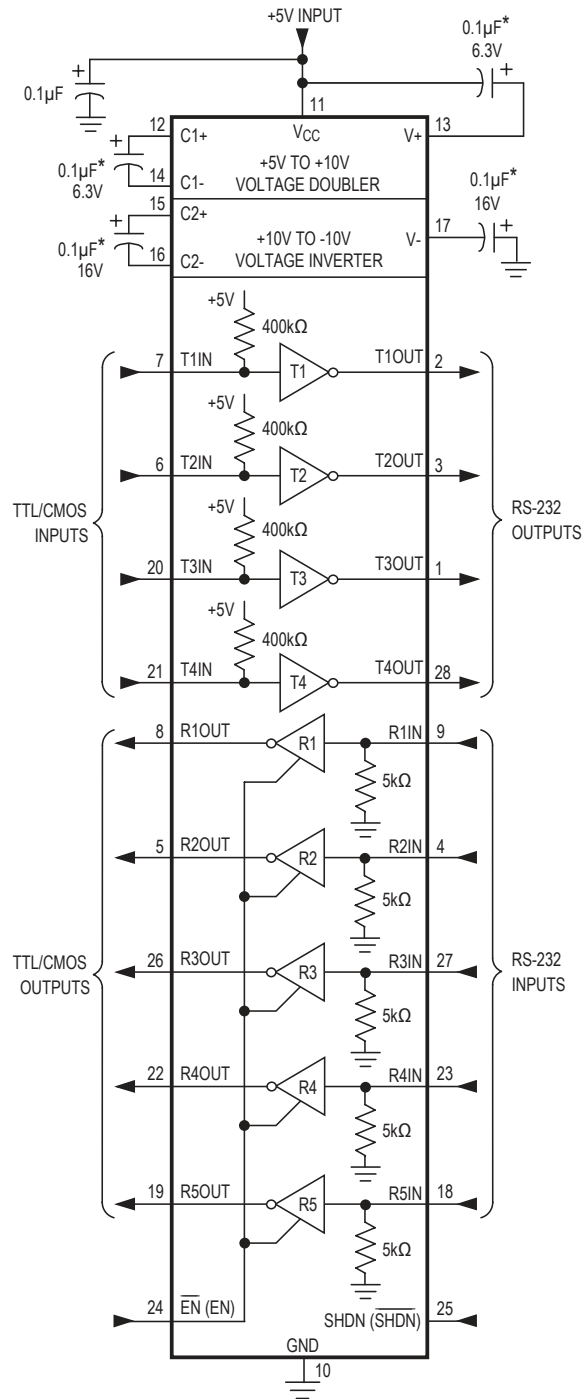 +5V INPUT
0.1µF*
6.3V
0.1µF
11
12
C1+
VCC
V+
13
0.1µF*
6.3V
14
C1-
+5V TO +10V
VOLTAGE DOUBLER
15
C2+
0.1µF*
16V
16
C2-
+10V TO -10V
VOLTAGE INVERTER
V-
17
0.1µF*
16V
+5V
400kΩ
7
T1IN
T1
T1OUT
2
+5V
400kΩ
6
T2IN
T2
T2OUT
3
TTL/CMOS
INPUTS
RS-232
OUTPUTS
+5V
400kΩ
20
T3IN
T3
T3OUT
1
+5V
400kΩ
21
T4IN
T4
T4OUT
28
8
R1OUT
R1
R1IN
9
5kΩ
5
R2OUT
R2
R2IN
4
5kΩ
TTL/CMOS
OUTPUTS
RS-232
INPUTS
26
R3OUT
R3
R3IN
27
5kΩ
22
R4OUT
R4
R4IN
23
5kΩ
19
R5OUT
R5
R5IN
18
5kΩ
24
EN (EN)
SHDN (SHDN)
25
GND
10